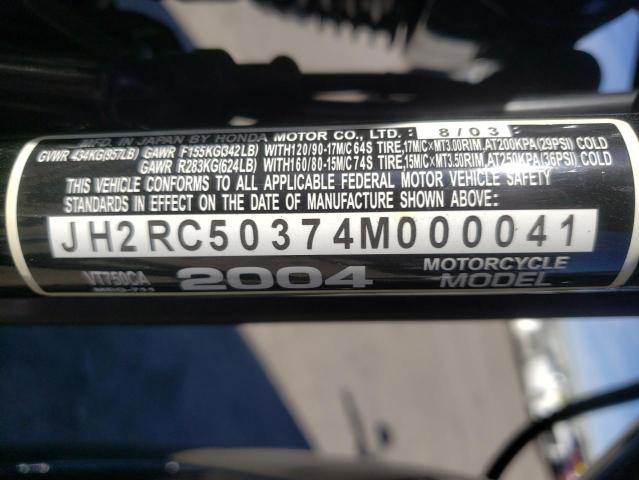 MFD. IN JAPAN BY HONDA MOTOR CO., LTD. 8/03
GVWR 434KG(957LB) GAWR F155KG(342LB) WITH120/90-17M/C 64S TIRE,17M/C×MT3.00RIM,AT200KPA(29PSI) COLD
GAWR R283KG(624LB) WITH160/80-15M/C 74S TIRE,15M/C×MT3.50RIM,AT250KPA(36PSI) COLD
THIS VEHICLE CONFORMS TO ALL APPLICABLE FEDERAL MOTOR VEHICLE SAFETY
STANDARDS IN EFFECT ON THE DATE OF MANUFACTURE SHOWN ABOVE:
JH2RC50374M000041
VT750CA 2004 MOTORCYCLE
MODEL